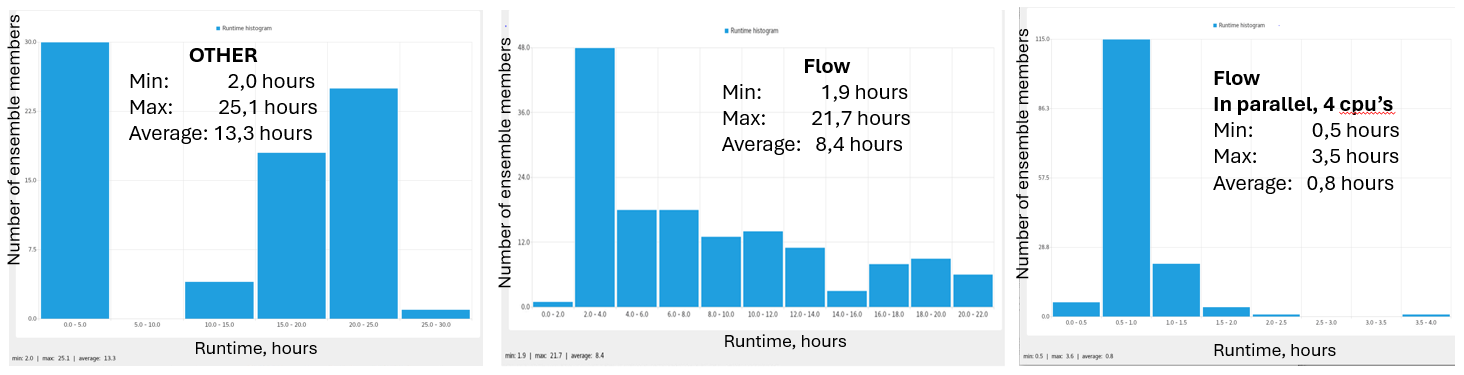 Runtime histogram
OTHER
Min: 2,0 hours
Max: 25,1 hours
Average: 13,3 hours
Number of ensemble members
30.0
22.5
15.0
7.5
0.0
0.0 - 5.0 5.0 - 10.0 10.0 - 15.0 15.0 - 20.0 20.0 - 25.0 25.0 - 30.0
Runtime, hours
min: 2.0 | max: 25.1 | average: 13.3
Runtime histogram
Flow
Min: 1,9 hours
Max: 21,7 hours
Average: 8,4 hours
Number of ensemble members
48.0
36.0
24.0
12.0
0.0
0.0 - 2.0 2.0 - 4.0 4.0 - 6.0 6.0 - 8.0 8.0 - 10.0 10.0 - 12.0 12.0 - 14.0 14.0 - 16.0 16.0 - 18.0 18.0 - 20.0 20.0 - 22.0
Runtime, hours
min: 1.9 | max: 21.7 | average: 8.4
Runtime histogram
Flow
In parallel, 4 cpu's
Min: 0,5 hours
Max: 3,5 hours
Average: 0,8 hours
Number of ensemble members
115.0
86.3
57.5
28.8
0.0
0.0 - 0.5 0.5 - 1.0 1.0 - 1.5 1.5 - 2.0 2.0 - 2.5 2.5 - 3.0 3.0 - 3.5 3.5 - 4.0
Runtime, hours
min: 0.5 | max: 3.6 | average: 0.8